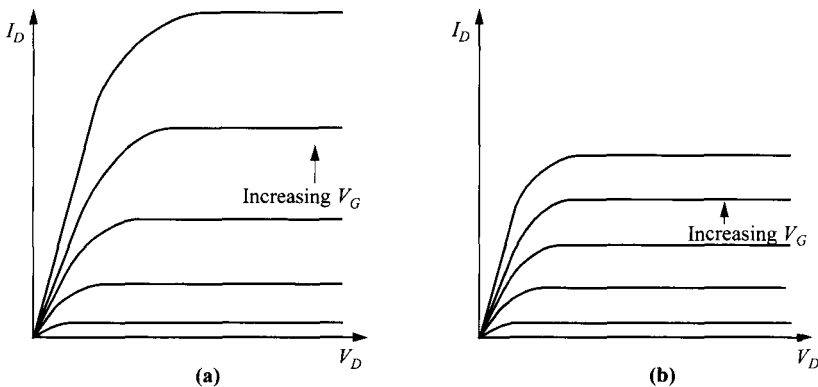 I_D
Increasing V_G
V_D
(a)
I_D
Increasing V_G
V_D
(b)